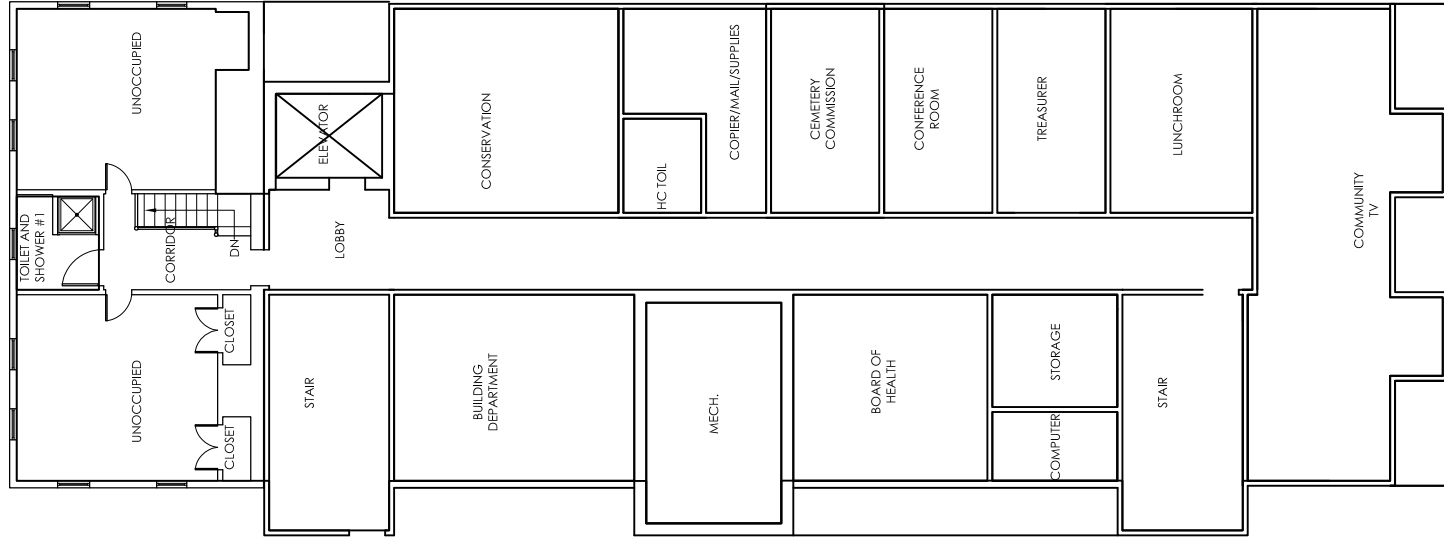 UNOCCUPIED
ELEVATOR
CONSERVATION
COPIER/MAIL/SUPPLIES
HC TOIL
CEMETERY
COMMISSION
CONFERENCE
ROOM
TREASURER
LUNCHROOM
COMMUNITY
TV
TOILET AND
SHOWER #1
CORRIDOR
DN
LOBBY
UNOCCUPIED
CLOSET
CLOSET
STAIR
BUILDING
DEPARTMENT
MECH.
BOARD OF
HEALTH
STORAGE
COMPUTER
STAIR